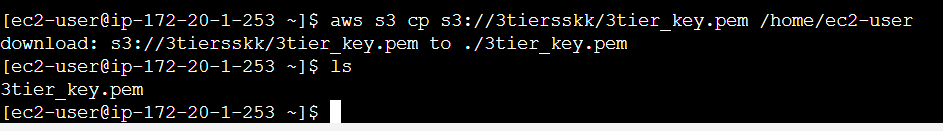 [ec2-user@ip-172-20-1-253 ~]$ aws s3 cp s3://3tiersskk/3tier_key.pem /home/ec2-user
download: s3://3tiersskk/3tier_key.pem to ./3tier_key.pem
[ec2-user@ip-172-20-1-253 ~]$ ls
3tier_key.pem
[ec2-user@ip-172-20-1-253 ~]$